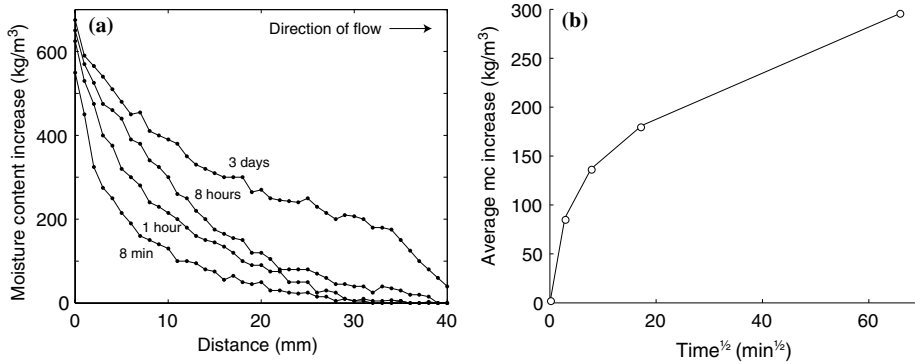 (a)
Direction of flow
Moisture content increase (kg/m³)
600
400
200
0
3 days
8 hours
1 hour
8 min
0 10 20 30 40
Distance (mm)
(b)
Average mc increase (kg/m³)
300
250
200
150
100
50
0
0 20 40 60
Time½ (min½)